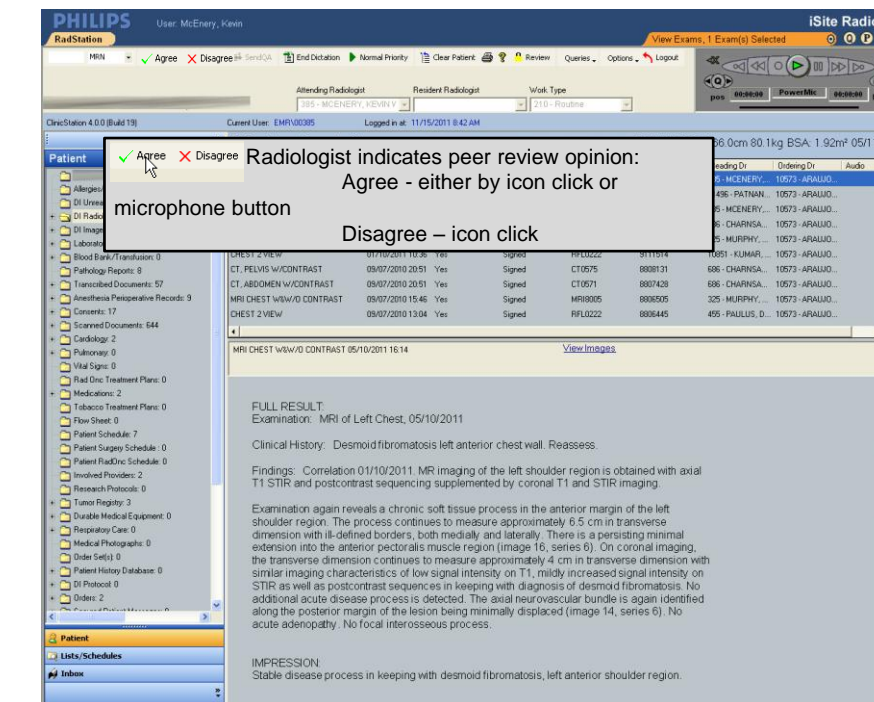 PHILIPS User: McEnery, Kevin iSite Radi
RadStation View Exams, 1 Exam(s) Selected
MRN Agree Disagree SendQA End Dictation Normal Priority Clear Patient Review Queries Options Logout
Attending Radiologist Resident Radiologist Work Type
385 - MCENERY, KEVIN V 210 - Routine
pos 00:00:00 PowerMic 00:00:00
ClinicStation 4.0.0 (Build 19) Current User: EMR\00385 Logged in at: 11/15/2011 8:42 AM
66.0cm 80.1kg BSA: 1.92m² 05/1
Patient
Agree Disagree Radiologist indicates peer review opinion:
Agree - either by icon click or
microphone button
Disagree – icon click
eading Dr Ordering Dr Audio
5 - MCENERY,... 10573 - ARAUJO...
496 - PATNAN... 10573 - ARAUJO...
5 - MCENERY,... 10573 - ARAUJO...
6 - CHARNSA... 10573 - ARAUJO...
5 - MURPHY, ... 10573 - ARAUJO...
CHEST 2 VIEW 01/10/2011 10:36 Yes Signed RFL0222 9111514 10851 - KUMAR, ... 10573 - ARAUJO...
CT, PELVIS W/CONTRAST 09/07/2010 20:51 Yes Signed CT0575 8808131 686 - CHARNSA... 10573 - ARAUJO...
CT, ABDOMEN W/CONTRAST 09/07/2010 20:51 Yes Signed CT0571 8807428 686 - CHARNSA... 10573 - ARAUJO...
MRI CHEST W&W/O CONTRAST 09/07/2010 15:46 Yes Signed MRI8005 8806505 325 - MURPHY, ... 10573 - ARAUJO...
CHEST 2 VIEW 09/07/2010 13:04 Yes Signed RFL0222 8806445 455 - PAULUS, D... 10573 - ARAUJO...
Allergies/
DI Unrea
DI Radiol
DI Image
Laborato
Blood Bank/Transfusion: 0
Pathology Reports: 8
Transcribed Documents: 57
Anesthesia Perioperative Records: 9
Consents: 17
Scanned Documents: 644
Cardiology: 2
Pulmonary: 0
Vital Signs: 0
Rad Onc Treatment Plans: 0
Medications: 2
Tobacco Treatment Plans: 0
Flow Sheet: 0
Patient Schedule: 7
Patient Surgery Schedule : 0
Patient RadOnc Schedule: 0
Involved Providers: 2
Research Protocols: 0
Tumor Registry: 3
Durable Medical Equipment: 0
Respiratory Care: 0
Medical Photographs: 0
Order Set(s): 0
Patient History Database: 0
DI Protocol: 0
Orders: 2
Patient
Lists/Schedules
Inbox
MRI CHEST W&W/O CONTRAST 05/10/2011 16:14 View Images
FULL RESULT:
Examination: MRI of Left Chest, 05/10/2011
Clinical History: Desmoid fibromatosis left anterior chest wall. Reassess.
Findings: Correlation 01/10/2011. MR imaging of the left shoulder region is obtained with axial
T1 STIR and postcontrast sequencing supplemented by coronal T1 and STIR imaging.
Examination again reveals a chronic soft tissue process in the anterior margin of the left
shoulder region. The process continues to measure approximately 6.5 cm in transverse
dimension with ill-defined borders, both medially and laterally. There is a persisting minimal
extension into the anterior pectoralis muscle region (image 16, series 6). On coronal imaging,
the transverse dimension continues to measure approximately 4 cm in transverse dimension with
similar imaging characteristics of low signal intensity on T1, mildly increased signal intensity on
STIR as well as postcontrast sequences in keeping with diagnosis of desmoid fibromatosis. No
additional acute disease process is detected. The axial neurovascular bundle is again identified
along the posterior margin of the lesion being minimally displaced (image 14, series 6). No
acute adenopathy. No focal interosseous process.
IMPRESSION:
Stable disease process in keeping with desmoid fibromatosis, left anterior shoulder region.